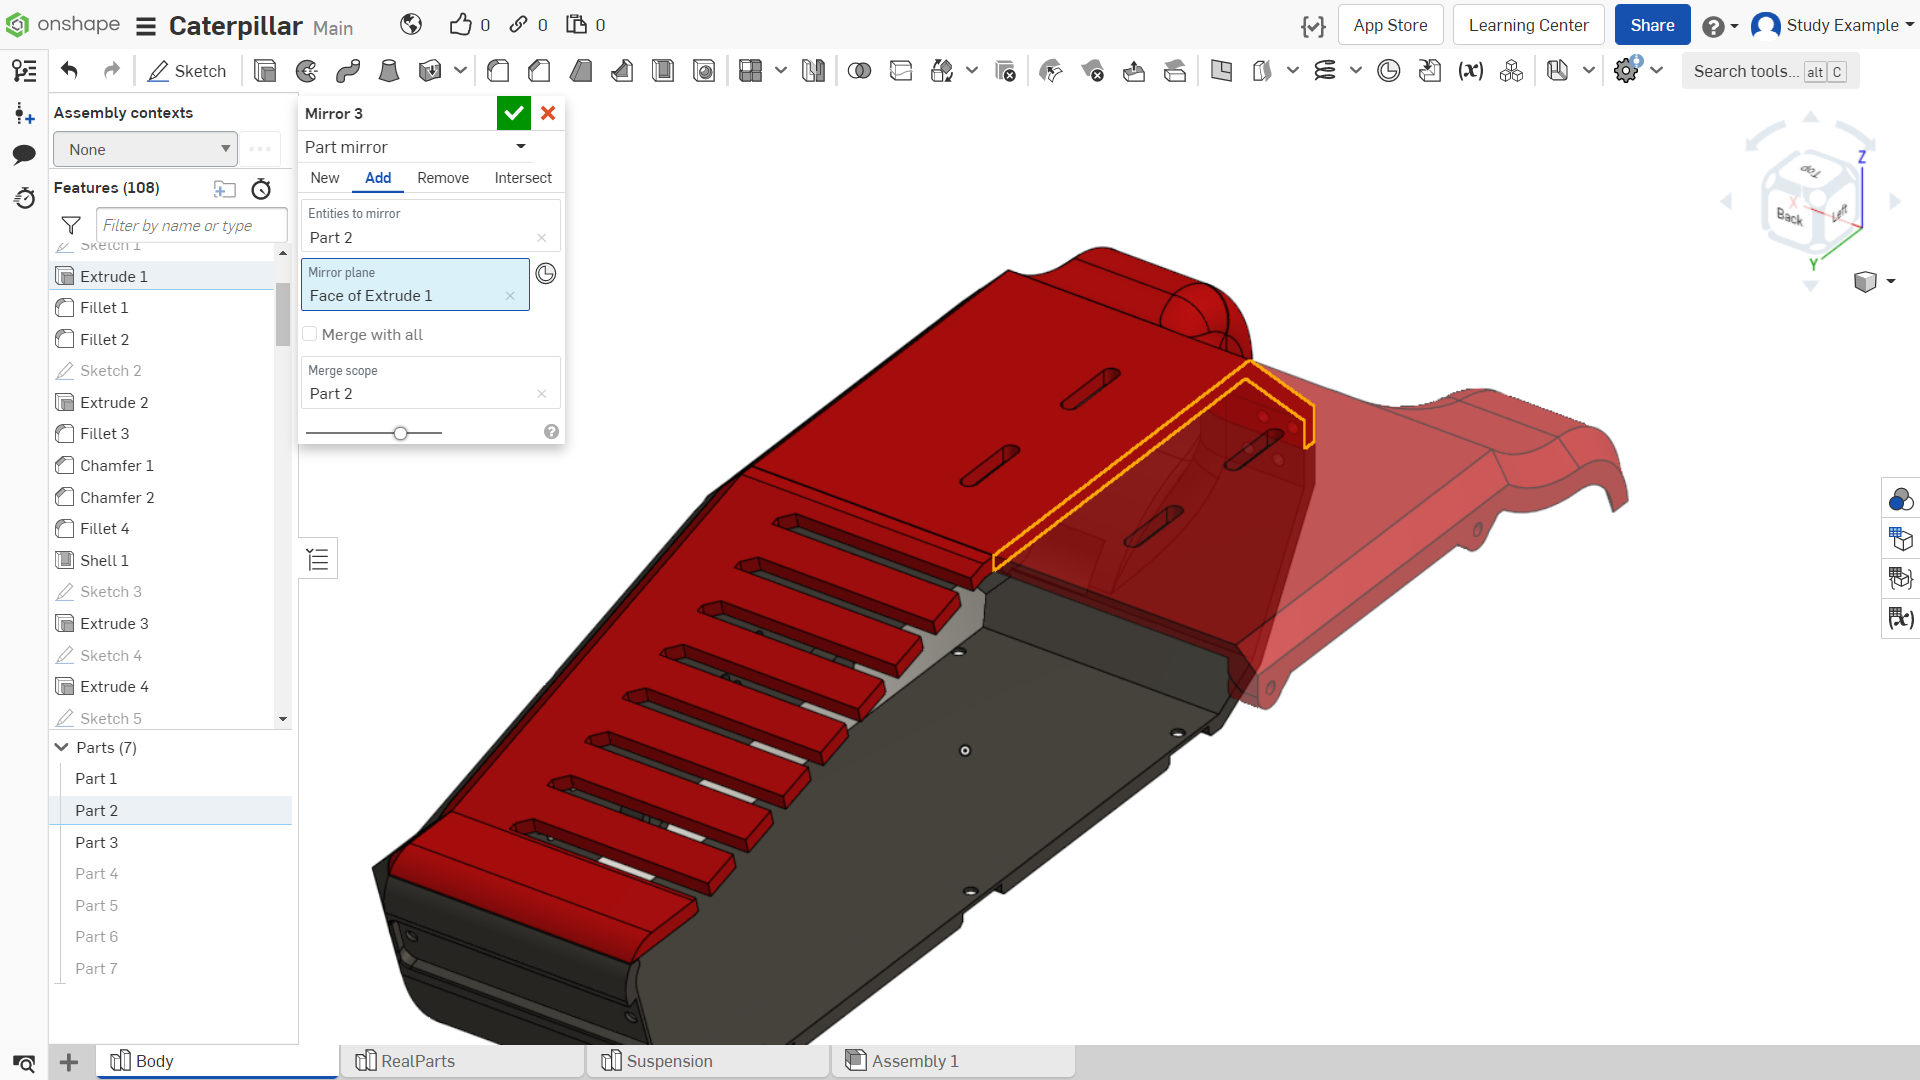 onshape
Caterpillar Main
0
0
0
App Store
Learning Center
Share
Study Example
Sketch
Search tools... alt C
Assembly contexts
None
Features (108)
Filter by name or type
Sketch 1
Extrude 1
Fillet 1
Fillet 2
Sketch 2
Extrude 2
Fillet 3
Chamfer 1
Chamfer 2
Fillet 4
Shell 1
Sketch 3
Extrude 3
Sketch 4
Extrude 4
Sketch 5
Parts (7)
Part 1
Part 2
Part 3
Part 4
Part 5
Part 6
Part 7
Mirror 3
Part mirror
New Add Remove Intersect
Entities to mirror
Part 2
Mirror plane
Face of Extrude 1
Merge with all
Merge scope
Part 2
Top
Back
Left
Z
X
Y
Body
RealParts
Suspension
Assembly 1